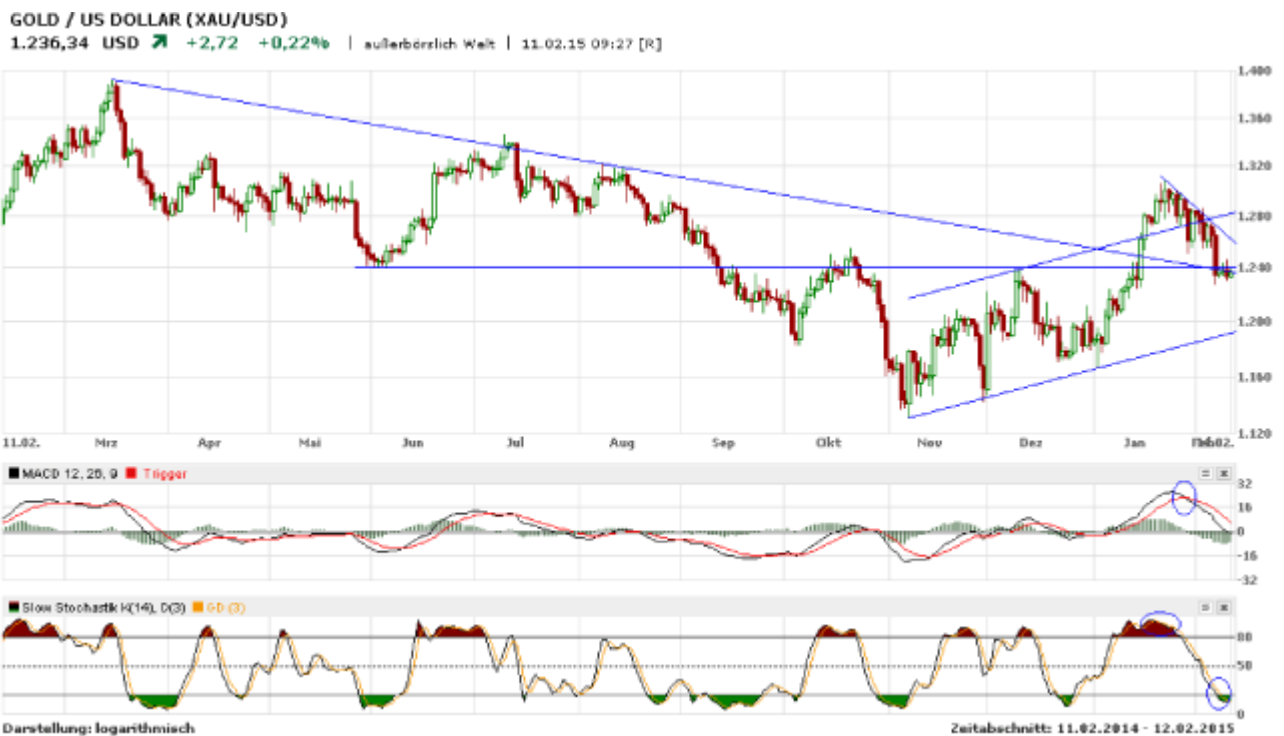 GOLD / US DOLLAR (XAU/USD)
1.236,34 USD +2,72 +0,22% | außerbörslich Welt | 11.02.15 09:27 [R]
1.400
1.360
1.320
1.280
1.240
1.200
1.160
1.120
11.02. Mrz Apr Mai Jun Jul Aug Sep Okt Nov Dez Jan
MACD 12, 26, 9 Trigger
32
16
0
-16
-32
Slow Stochastik K(14), D(3) GD (3)
80
50
0
Darstellung: logarithmisch Zeitabschnitt: 11.02.2014 - 12.02.2015